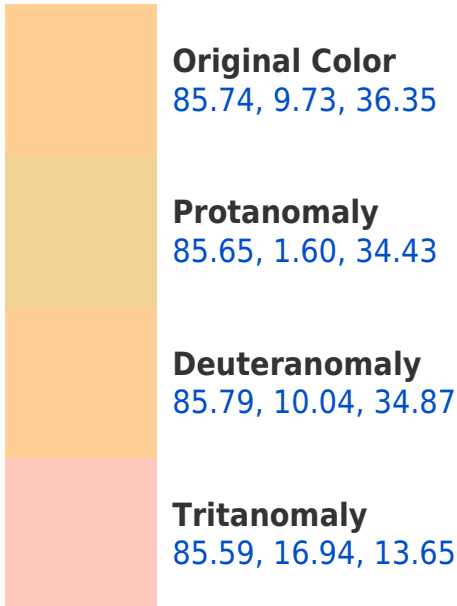 Original Color
85.74, 9.73, 36.35
Protanomaly
85.65, 1.60, 34.43
Deuteranomaly
85.79, 10.04, 34.87
Tritanomaly
85.59, 16.94, 13.65